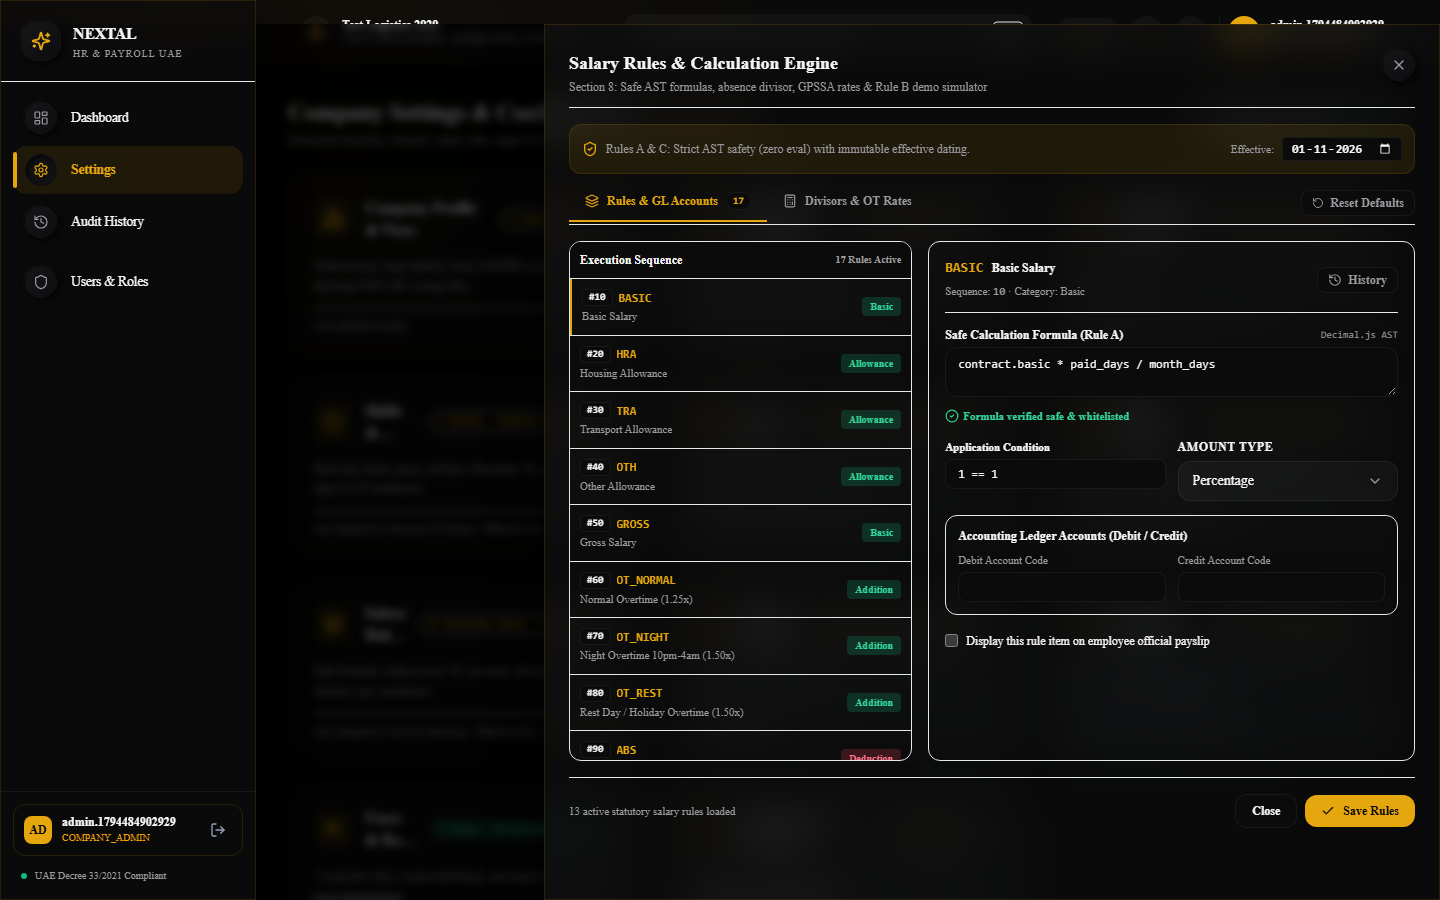 NEXTAL
HR & PAYROLL UAE
Dashboard
Settings
Audit History
Users & Roles
AD
admin.1794484902929
COMPANY_ADMIN
UAE Decree 33/2021 Compliant
Salary Rules & Calculation Engine
Section 8: Safe AST formulas, absence divisor, GPSSA rates & Rule B demo simulator
Rules A & C: Strict AST safety (zero eval) with immutable effective dating.
Effective:
01-11-2026
Rules & GL Accounts
17
Divisors & OT Rates
Reset Defaults
Execution Sequence
17 Rules Active
#10 BASIC
Basic Salary
Basic
#20 HRA
Housing Allowance
Allowance
#30 TRA
Transport Allowance
Allowance
#40 OTH
Other Allowance
Allowance
#50 GROSS
Gross Salary
Basic
#60 OT_NORMAL
Normal Overtime (1.25x)
Addition
#70 OT_NIGHT
Night Overtime 10pm-4am (1.50x)
Addition
#80 OT_REST
Rest Day / Holiday Overtime (1.50x)
Addition
#90 ABS
Deduction
BASIC Basic Salary
Sequence: 10 · Category: Basic
History
Safe Calculation Formula (Rule A)
Decimal.js AST
contract.basic * paid_days / month_days
Formula verified safe & whitelisted
Application Condition
1 == 1
AMOUNT TYPE
Percentage
Accounting Ledger Accounts (Debit / Credit)
Debit Account Code
Credit Account Code
Display this rule item on employee official payslip
13 active statutory salary rules loaded
Close
Save Rules